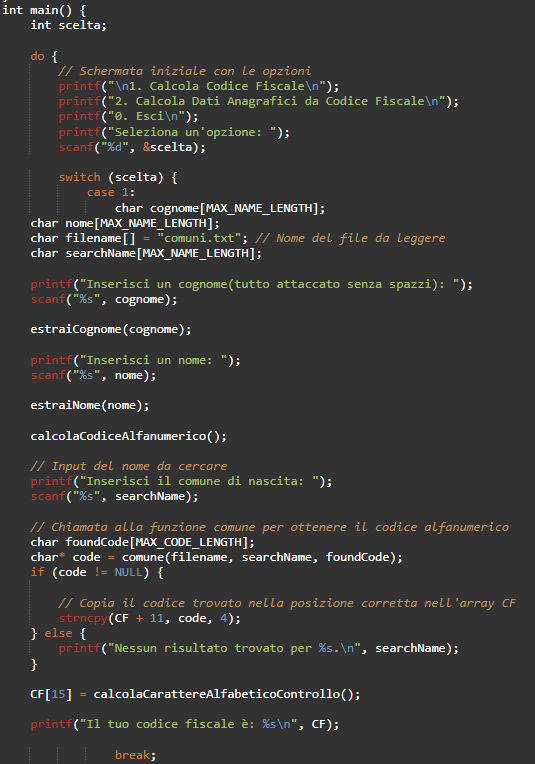 int main() {
int scelta;
do {
// Schermata iniziale con le opzioni
printf("\n1. Calcola Codice Fiscale\n");
printf("2. Calcola Dati Anagrafici da Codice Fiscale\n");
printf("0. Esci\n");
printf("Seleziona un'opzione: ");
scanf("%d", &scelta);
switch (scelta) {
case 1:
char cognome[MAX_NAME_LENGTH];
char nome[MAX_NAME_LENGTH];
char filename[] = "comuni.txt"; // Nome del file da leggere
char searchName[MAX_NAME_LENGTH];
printf("Inserisci un cognome(tutto attaccato senza spazzi): ");
scanf("%s", cognome);
estraiCognome(cognome);
printf("Inserisci un nome: ");
scanf("%s", nome);
estraiNome(nome);
calcolaCodiceAlfanumerico();
// Input del nome da cercare
printf("Inserisci il comune di nascita: ");
scanf("%s", searchName);
// Chiamata alla funzione comune per ottenere il codice alfanumerico
char foundCode[MAX_CODE_LENGTH];
char* code = comune(filename, searchName, foundCode);
if (code != NULL) {
// Copia il codice trovato nella posizione corretta nell'array CF
strncpy(CF + 11, code, 4);
} else {
printf("Nessun risultato trovato per %s.\n", searchName);
}
CF[15] = calcolaCarattereAlfabeticoControllo();
printf("Il tuo codice fiscale è: %s\n", CF);
break;